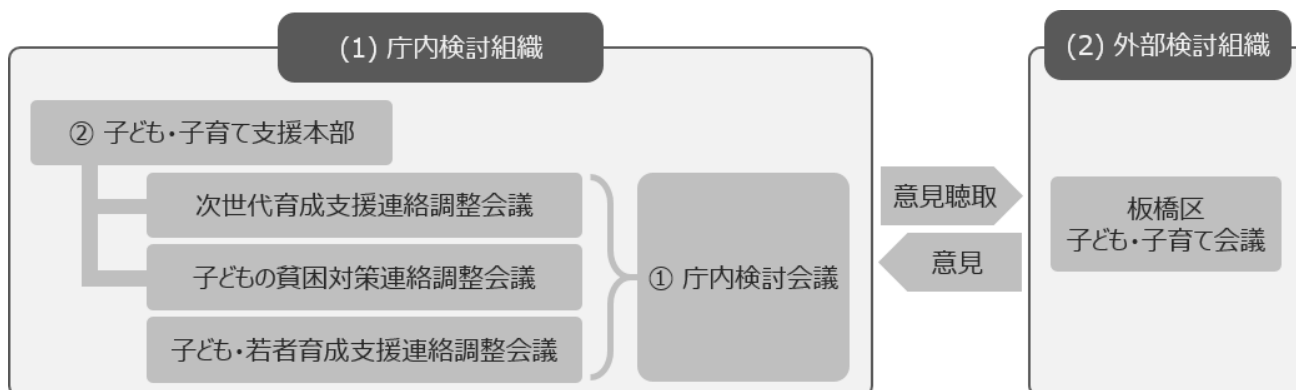 (1) 庁内検討組織
② 子ども・子育て支援本部
次世代育成支援連絡調整会議
子どもの貧困対策連絡調整会議
子ども・若者育成支援連絡調整会議
① 庁内検討会議
意見聴取
意見
(2) 外部検討組織
板橋区
子ども・子育て会議